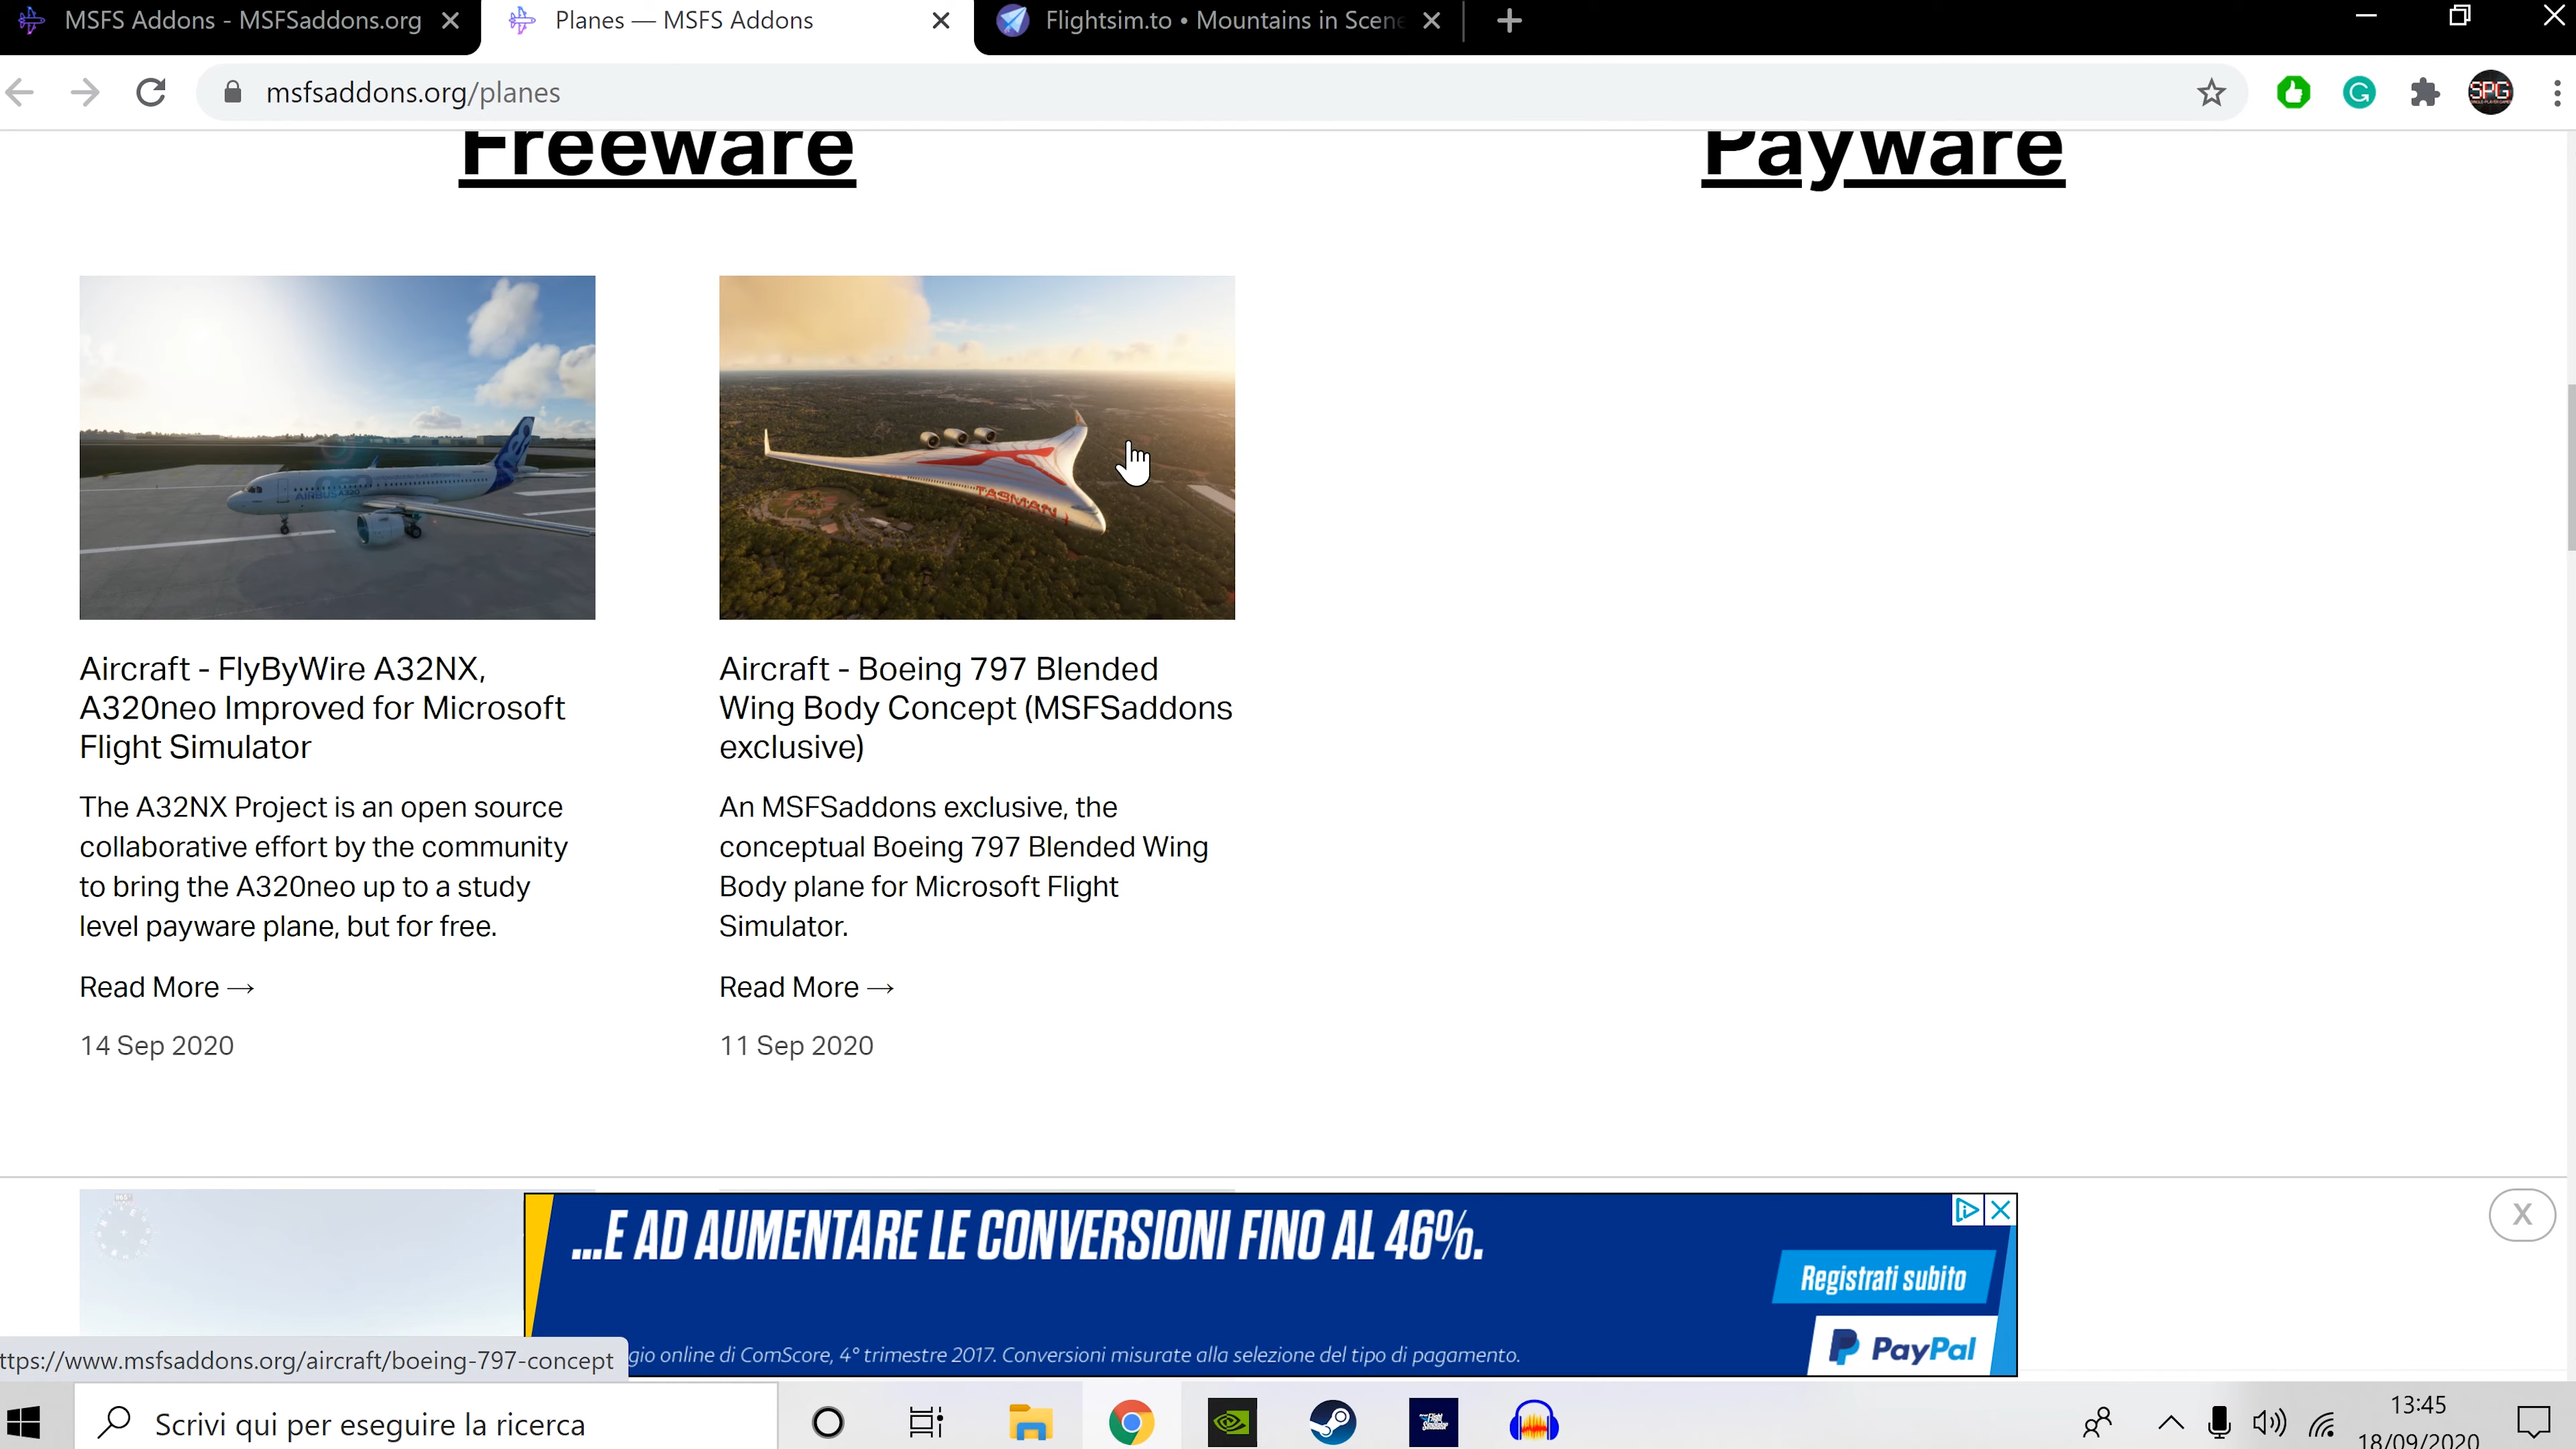 MSFS Addons - MSFSaddons.org
Planes — MSFS Addons
Flightsim.to • Mountains in Scene
msfsaddons.org/planes
SPG
Freeware
Payware
AIRBUS A320
TASMAN
Aircraft - FlyByWire A32NX,
A320neo Improved for Microsoft
Flight Simulator
The A32NX Project is an open source
collaborative effort by the community
to bring the A320neo up to a study
level payware plane, but for free.
Read More →
14 Sep 2020
Aircraft - Boeing 797 Blended
Wing Body Concept (MSFSaddons
exclusive)
An MSFSaddons exclusive, the
conceptual Boeing 797 Blended Wing
Body plane for Microsoft Flight
Simulator.
Read More →
11 Sep 2020
...E AD AUMENTARE LE CONVERSIONI FINO AL 46%.
Registrati subito
PayPal
gio online di ComScore, 4° trimestre 2017. Conversioni misurate alla selezione del tipo di pagamento.
X
ttps://www.msfsaddons.org/aircraft/boeing-797-concept
Scrivi qui per eseguire la ricerca
Flight Simulator
13:45
18/09/2020